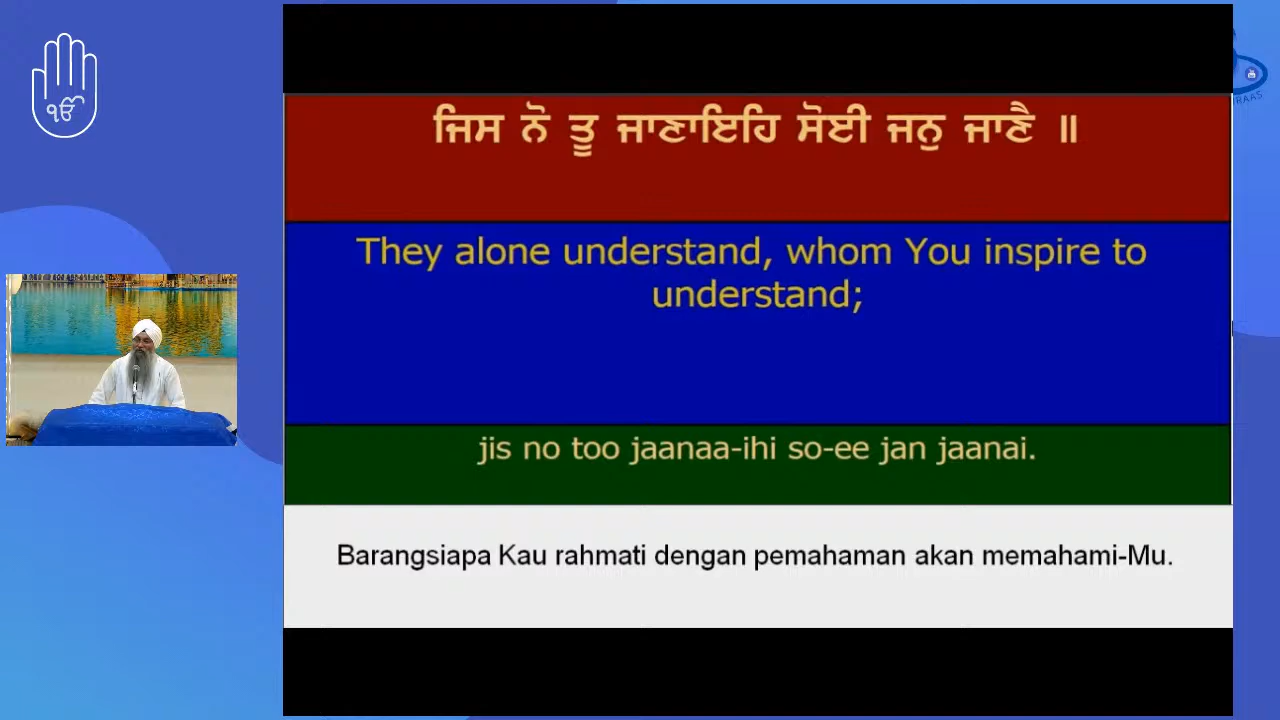 ੴ
ਜਿਸ ਨੋ ਤੂ ਜਾਣਾਇਹਿ ਸੋਈ ਜਨੁ ਜਾਣੈ ॥
They alone understand, whom You inspire to
understand;
jis no too jaanaa-ihi so-ee jan jaanai.
Barangsiapa Kau rahmati dengan pemahaman akan memahami-Mu.